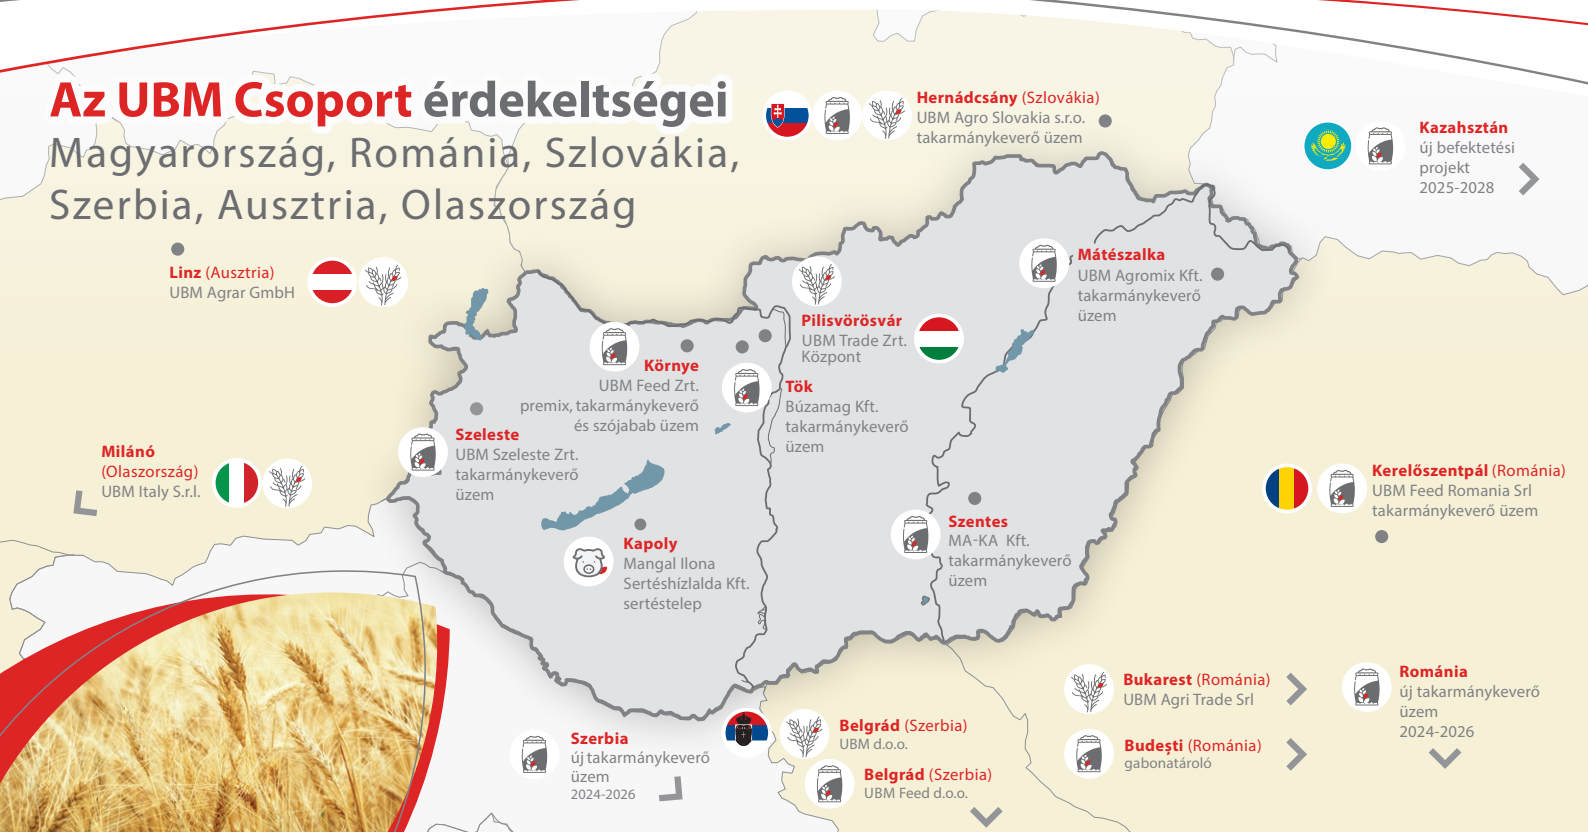 Az UBM Csoport érdekeltségei
Magyarország, Románia, Szlovákia,
Szerbia, Ausztria, Olaszország
Hernádcsány (Szlovákia)
UBM Agro Slovakia s.r.o.
takarmánykeverő üzem
Kazahsztán
új befektetési
projekt
2025-2028
Linz (Ausztria)
UBM Agrar GmbH
Mátészalka
UBM Agromix Kft.
takarmánykeverő
üzem
Pilisvörösvár
UBM Trade Zrt.
Központ
Környe
UBM Feed Zrt.
premix, takarmánykeverő
és szójabab üzem
Tök
Búzamag Kft.
takarmánykeverő
üzem
Szeleste
UBM Szeleste Zrt.
takarmánykeverő
üzem
Milánó
(Olaszország)
UBM Italy S.r.l.
Kerelőszentpál (Románia)
UBM Feed Romania Srl
takarmánykeverő üzem
Szentes
MA-KA Kft.
takarmánykeverő
üzem
Kapoly
Mangal Ilona
Sertéshízlalda Kft.
sertéstelep
Bukarest (Románia)
UBM Agri Trade Srl
Románia
új takarmánykeverő
üzem
2024-2026
Budești (Románia)
gabonatároló
Szerbia
új takarmánykeverő
üzem
2024-2026
Belgrád (Szerbia)
UBM d.o.o.
Belgrád (Szerbia)
UBM Feed d.o.o.